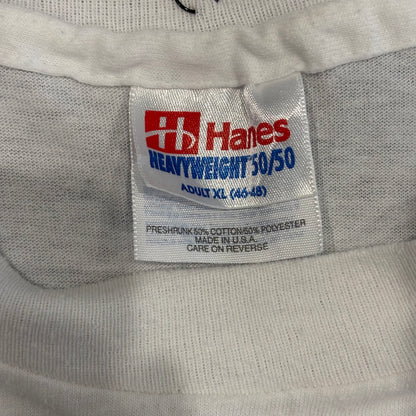 Hanes
HEAVYWEIGHT 50/50
ADULT XL (46-48)
PRESHRUNK 50% COTTON/50% POLYESTER
MADE IN U.S.A.
CARE ON REVERSE